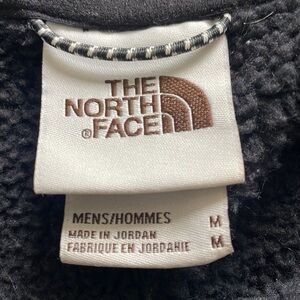 THE
NORTH
®FACE
MENS/HOMMES M
MADE IN JORDAN M
FABRIQUE EN JORDANIE